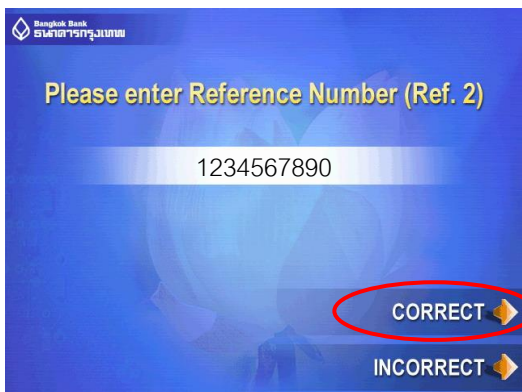 Bangkok Bank
ธนาคารกรุงเทพ
Please enter Reference Number (Ref. 2)
1234567890
CORRECT
INCORRECT